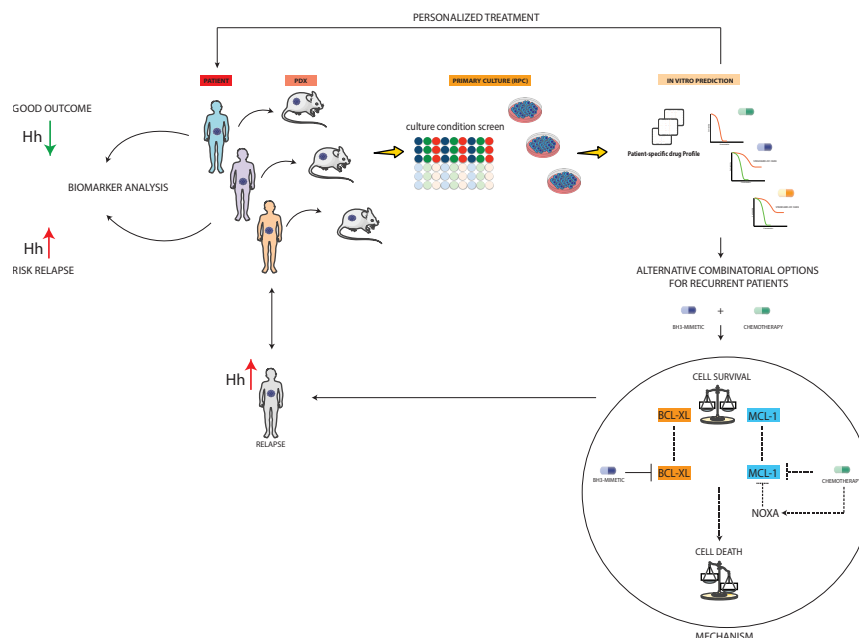 PERSONALIZED TREATMENT
PATIENT
PDX
PRIMARY CULTURE (RPC)
IN VITRO PREDICTION
GOOD OUTCOME
Hh
BIOMARKER ANALYSIS
Hh
RISK RELAPSE
culture condition screen
Patient-specific drug Profile
ALTERNATIVE COMBINATORIAL OPTIONS
FOR RECURRENT PATIENTS
+
BH3-MIMETIC
CHEMOTHERAPY
Hh
RELAPSE
CELL SURVIVAL
BCL-XL
MCL-1
BH3-MIMETIC
BCL-XL
MCL-1
CHEMOTHERAPY
NOXA
CELL DEATH
MECHANISM